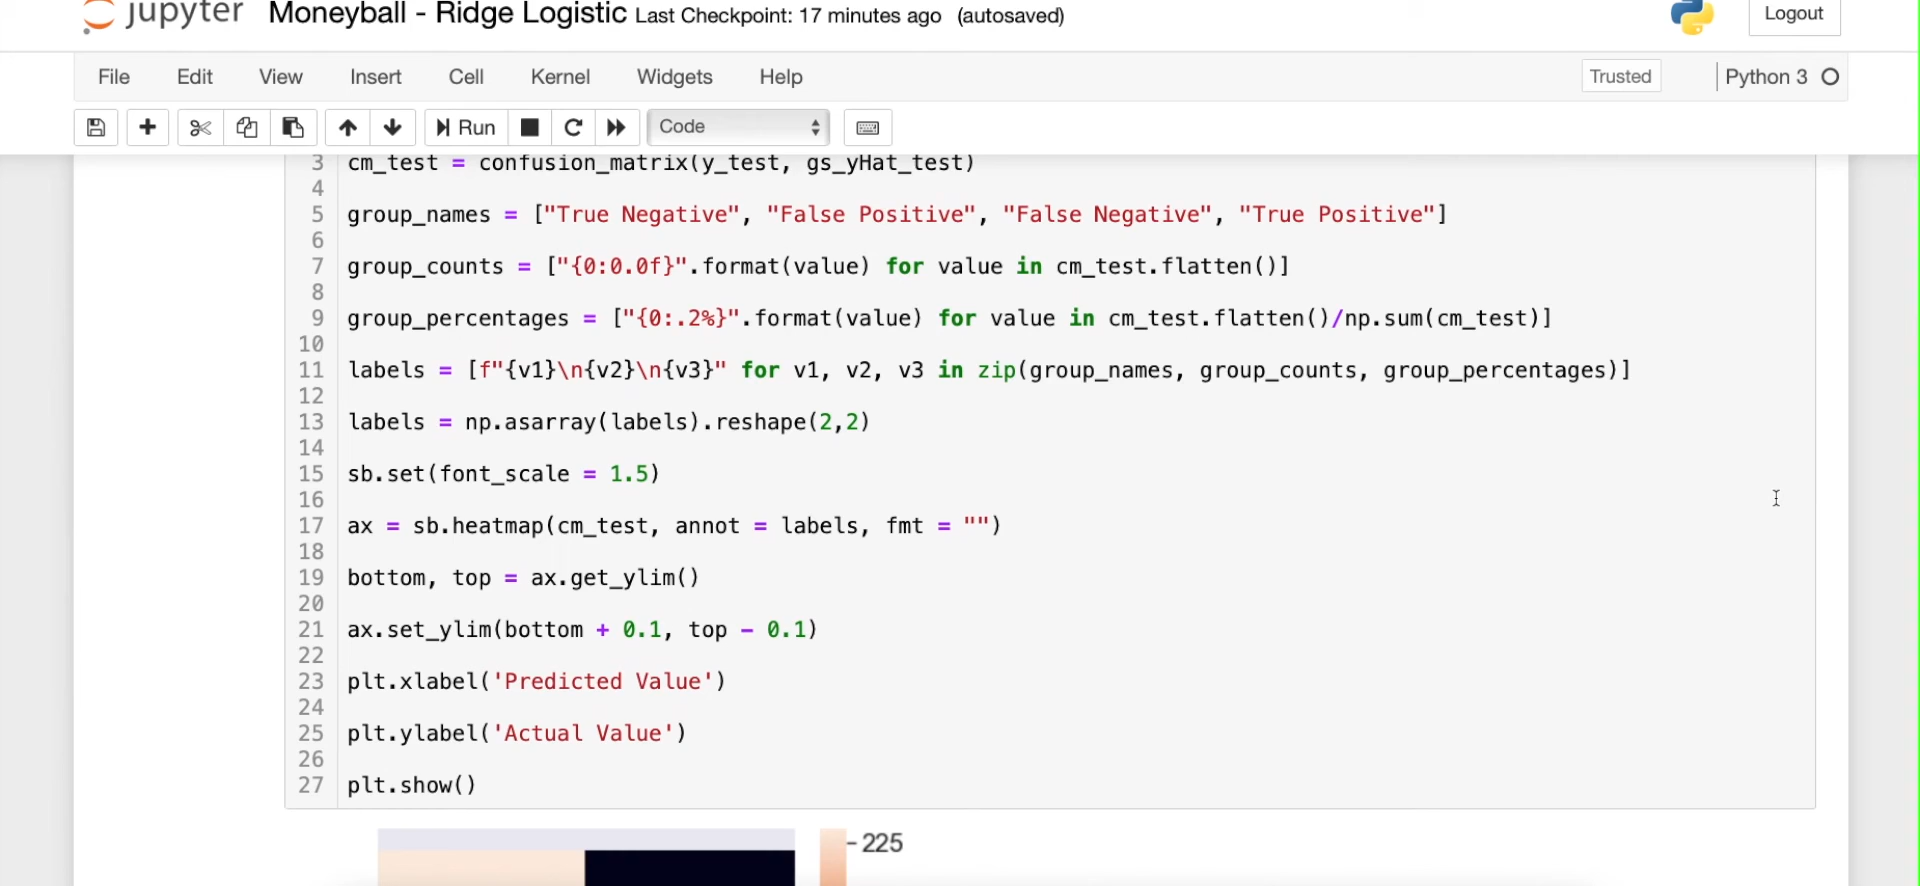 jupyter Moneyball - Ridge Logistic Last Checkpoint: 17 minutes ago (autosaved) Logout
File Edit View Insert Cell Kernel Widgets Help Trusted Python 3
Run Code
3 cm_test = confusion_matrix(y_test, gs_yHat_test)
4
5 group_names = ["True Negative", "False Positive", "False Negative", "True Positive"]
6
7 group_counts = ["{0:0.0f}".format(value) for value in cm_test.flatten()]
8
9 group_percentages = ["{0:.2%}".format(value) for value in cm_test.flatten()/np.sum(cm_test)]
10
11 labels = [f"{v1}\n{v2}\n{v3}" for v1, v2, v3 in zip(group_names, group_counts, group_percentages)]
12
13 labels = np.asarray(labels).reshape(2,2)
14
15 sb.set(font_scale = 1.5)
16
17 ax = sb.heatmap(cm_test, annot = labels, fmt = "")
18
19 bottom, top = ax.get_ylim()
20
21 ax.set_ylim(bottom + 0.1, top - 0.1)
22
23 plt.xlabel('Predicted Value')
24
25 plt.ylabel('Actual Value')
26
27 plt.show()
225